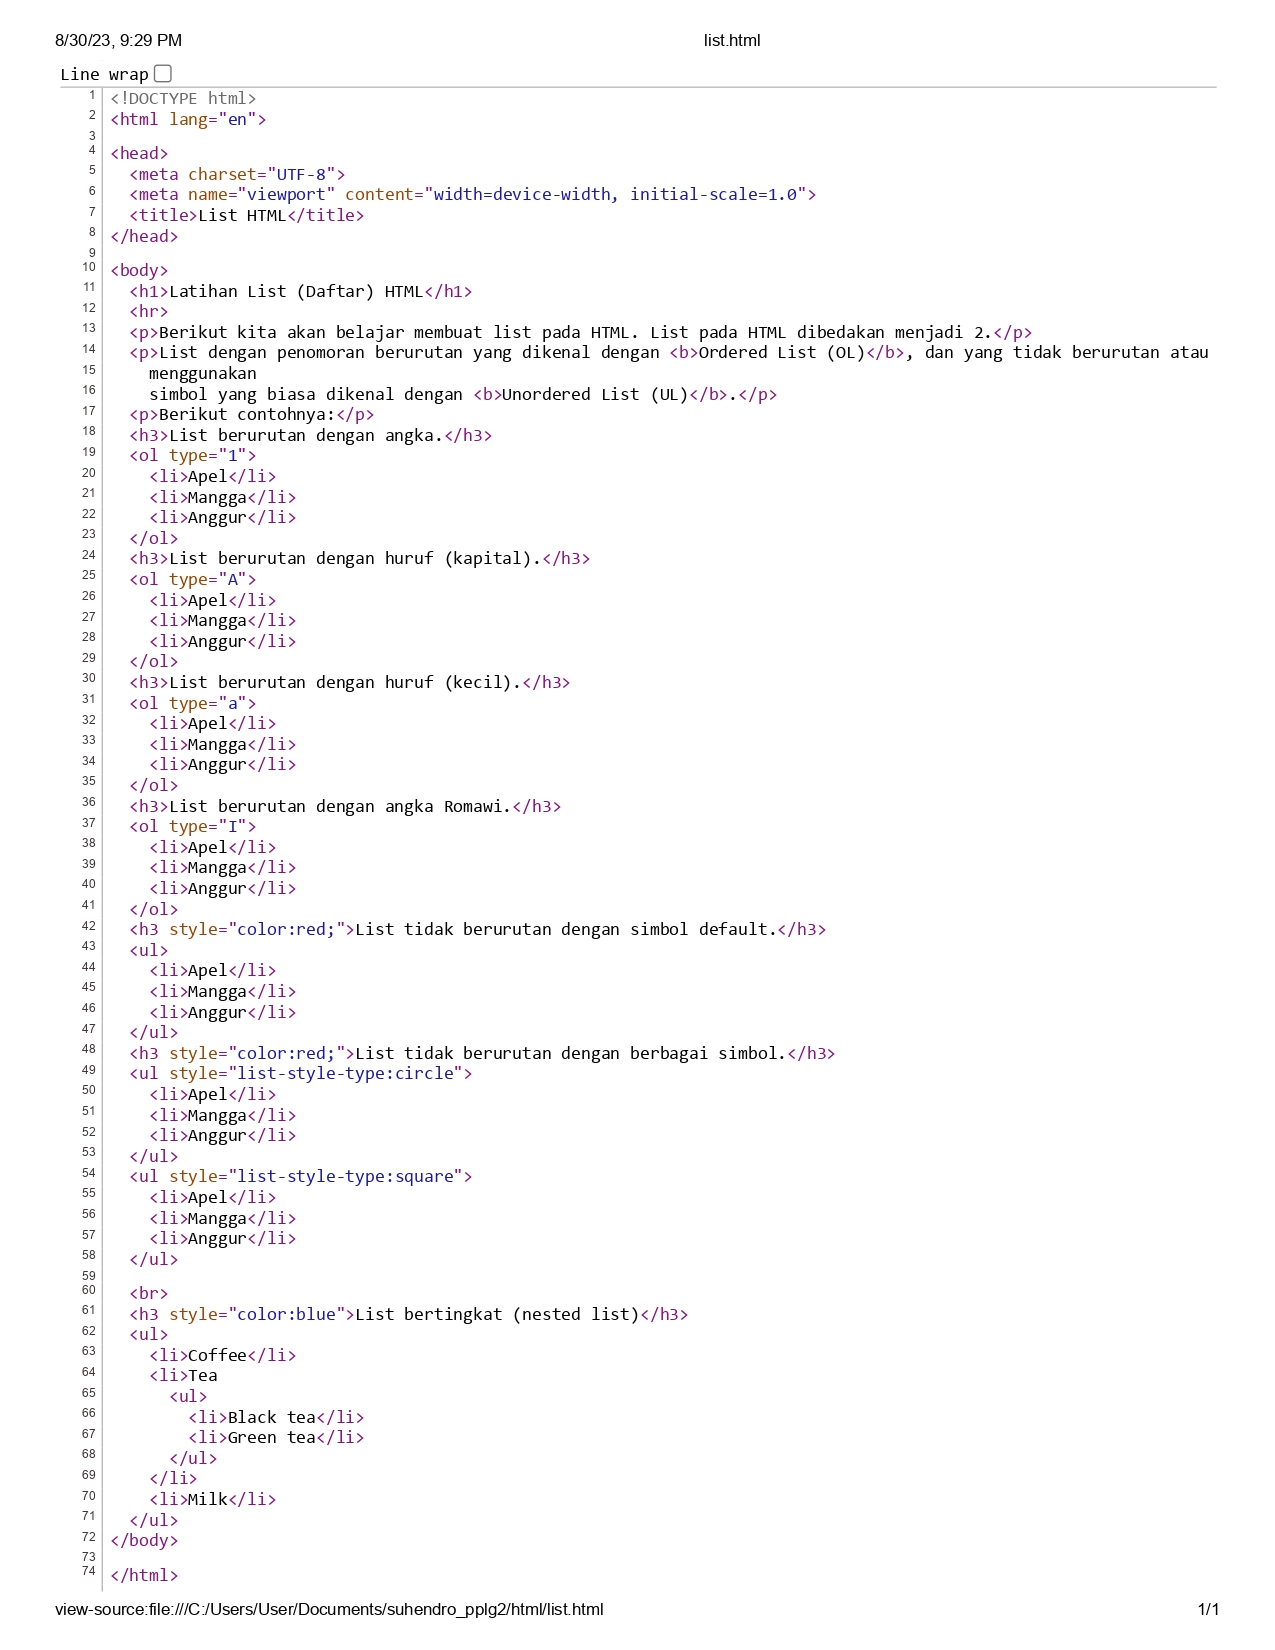 8/30/23, 9:29 PM list.html
Line wrap
1 <!DOCTYPE html>
2 <html lang="en">
3
4 <head>
5   <meta charset="UTF-8">
6   <meta name="viewport" content="width=device-width, initial-scale=1.0">
7   <title>List HTML</title>
8 </head>
9
10 <body>
11   <h1>Latihan List (Daftar) HTML</h1>
12   <hr>
13   <p>Berikut kita akan belajar membuat list pada HTML. List pada HTML dibedakan menjadi 2.</p>
14   <p>List dengan penomoran berurutan yang dikenal dengan <b>Ordered List (OL)</b>, dan yang tidak berurutan atau
15     menggunakan
16     simbol yang biasa dikenal dengan <b>Unordered List (UL)</b>.</p>
17   <p>Berikut contohnya:</p>
18   <h3>List berurutan dengan angka.</h3>
19   <ol type="1">
20     <li>Apel</li>
21     <li>Mangga</li>
22     <li>Anggur</li>
23   </ol>
24   <h3>List berurutan dengan huruf (kapital).</h3>
25   <ol type="A">
26     <li>Apel</li>
27     <li>Mangga</li>
28     <li>Anggur</li>
29   </ol>
30   <h3>List berurutan dengan huruf (kecil).</h3>
31   <ol type="a">
32     <li>Apel</li>
33     <li>Mangga</li>
34     <li>Anggur</li>
35   </ol>
36   <h3>List berurutan dengan angka Romawi.</h3>
37   <ol type="I">
38     <li>Apel</li>
39     <li>Mangga</li>
40     <li>Anggur</li>
41   </ol>
42   <h3 style="color:red;">List tidak berurutan dengan simbol default.</h3>
43   <ul>
44     <li>Apel</li>
45     <li>Mangga</li>
46     <li>Anggur</li>
47   </ul>
48   <h3 style="color:red;">List tidak berurutan dengan berbagai simbol.</h3>
49   <ul style="list-style-type:circle">
50     <li>Apel</li>
51     <li>Mangga</li>
52     <li>Anggur</li>
53   </ul>
54   <ul style="list-style-type:square">
55     <li>Apel</li>
56     <li>Mangga</li>
57     <li>Anggur</li>
58   </ul>
59
60   <br>
61   <h3 style="color:blue">List bertingkat (nested list)</h3>
62   <ul>
63     <li>Coffee</li>
64     <li>Tea
65       <ul>
66         <li>Black tea</li>
67         <li>Green tea</li>
68       </ul>
69     </li>
70     <li>Milk</li>
71   </ul>
72 </body>
73
74 </html>
view-source:file:///C:/Users/User/Documents/suhendro_pplg2/html/list.html 1/1